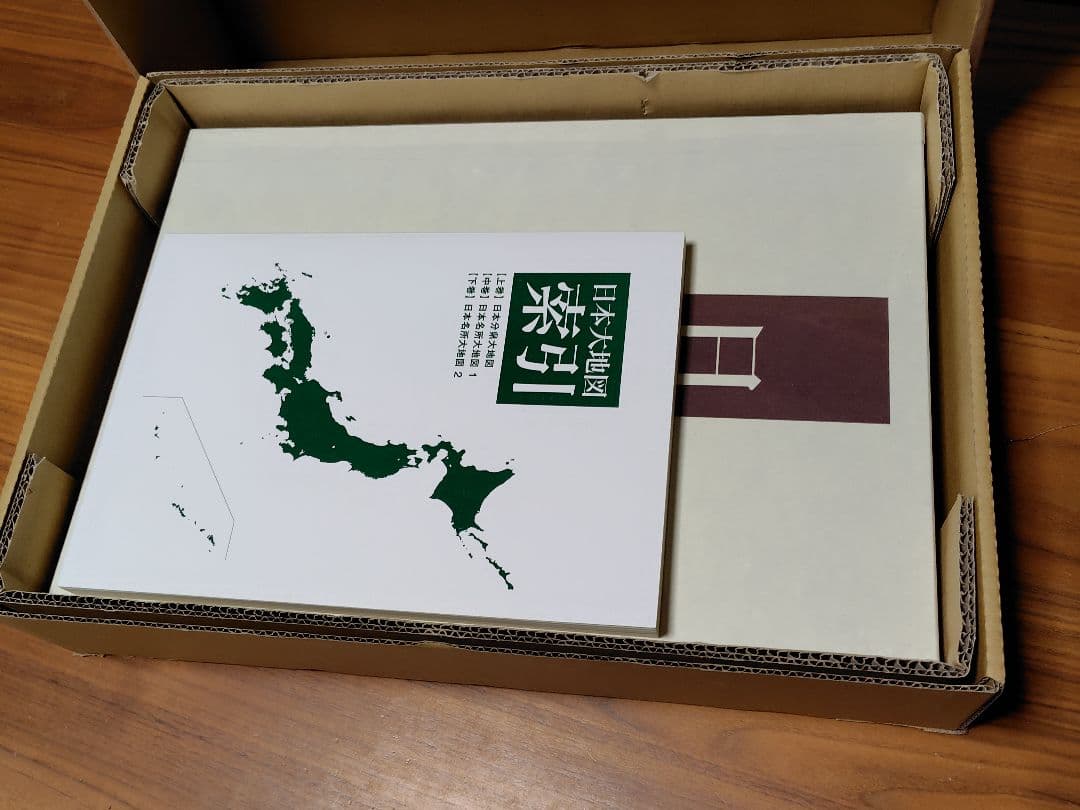 日本大地図
索引
【上巻】日本分県大地図
【中巻】日本名所大地図 1
【下巻】日本名所大地図 2
日